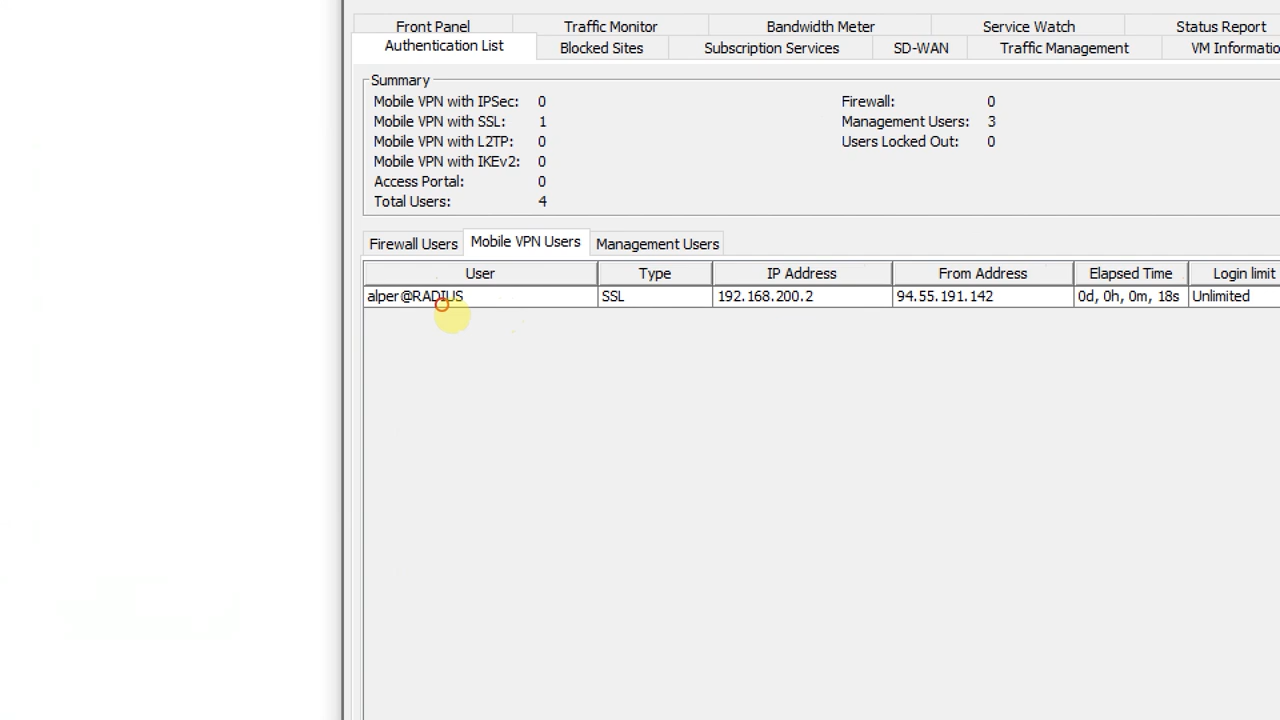 Front Panel Traffic Monitor Bandwidth Meter Service Watch Status Report
Authentication List Blocked Sites Subscription Services SD-WAN Traffic Management VM Informatio
Summary
Mobile VPN with IPSec: 0 Firewall: 0
Mobile VPN with SSL: 1 Management Users: 3
Mobile VPN with L2TP: 0 Users Locked Out: 0
Mobile VPN with IKEv2: 0
Access Portal: 0
Total Users: 4
Firewall Users Mobile VPN Users Management Users
User Type IP Address From Address Elapsed Time Login limit
alper@RADIUS SSL 192.168.200.2 94.55.191.142 0d, 0h, 0m, 18s Unlimited